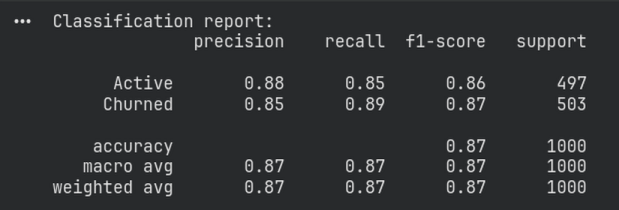 ••• Classification report:
precision recall f1-score support
Active 0.88 0.85 0.86 497
Churned 0.85 0.89 0.87 503
accuracy 0.87 1000
macro avg 0.87 0.87 0.87 1000
weighted avg 0.87 0.87 0.87 1000